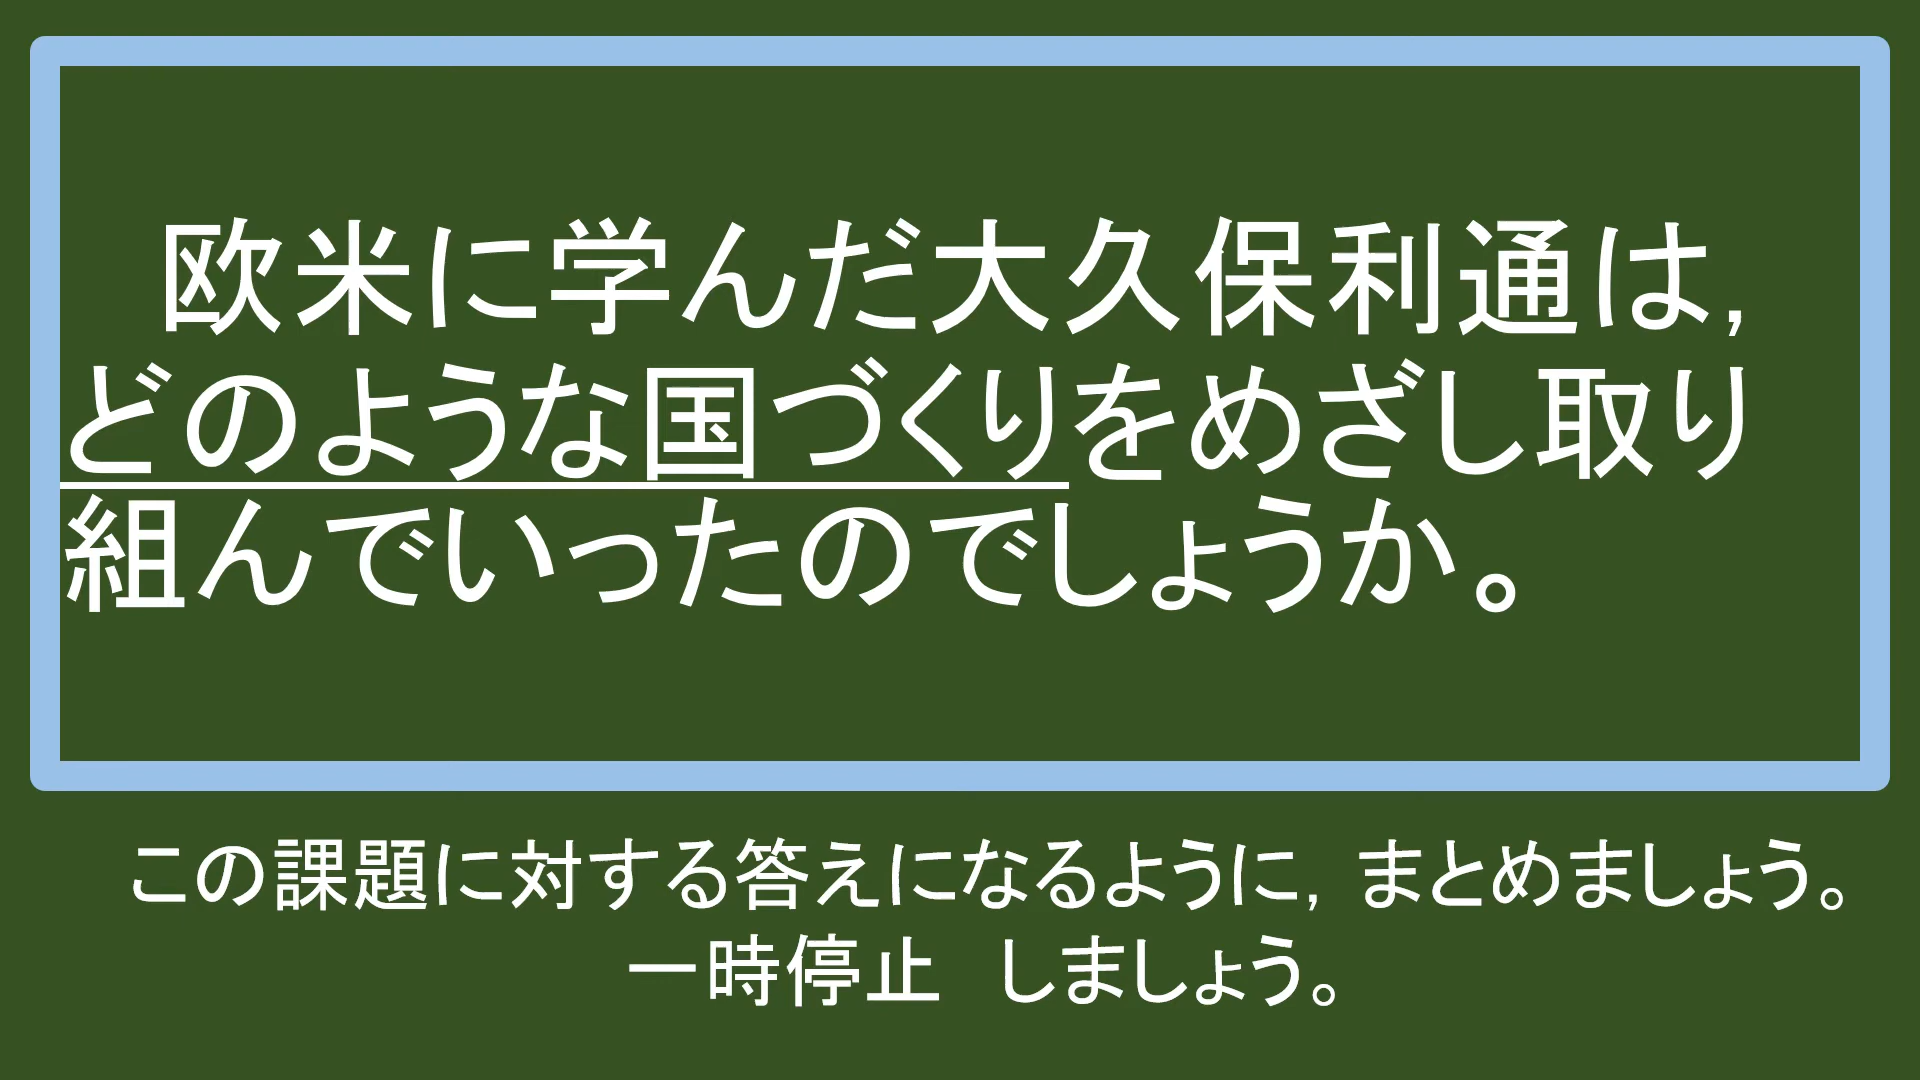 欧米に学んだ大久保利通は,
どのような国づくりをめざし取り
組んでいったのでしょうか。
この課題に対する答えになるように, まとめましょう。
一時停止　しましょう。